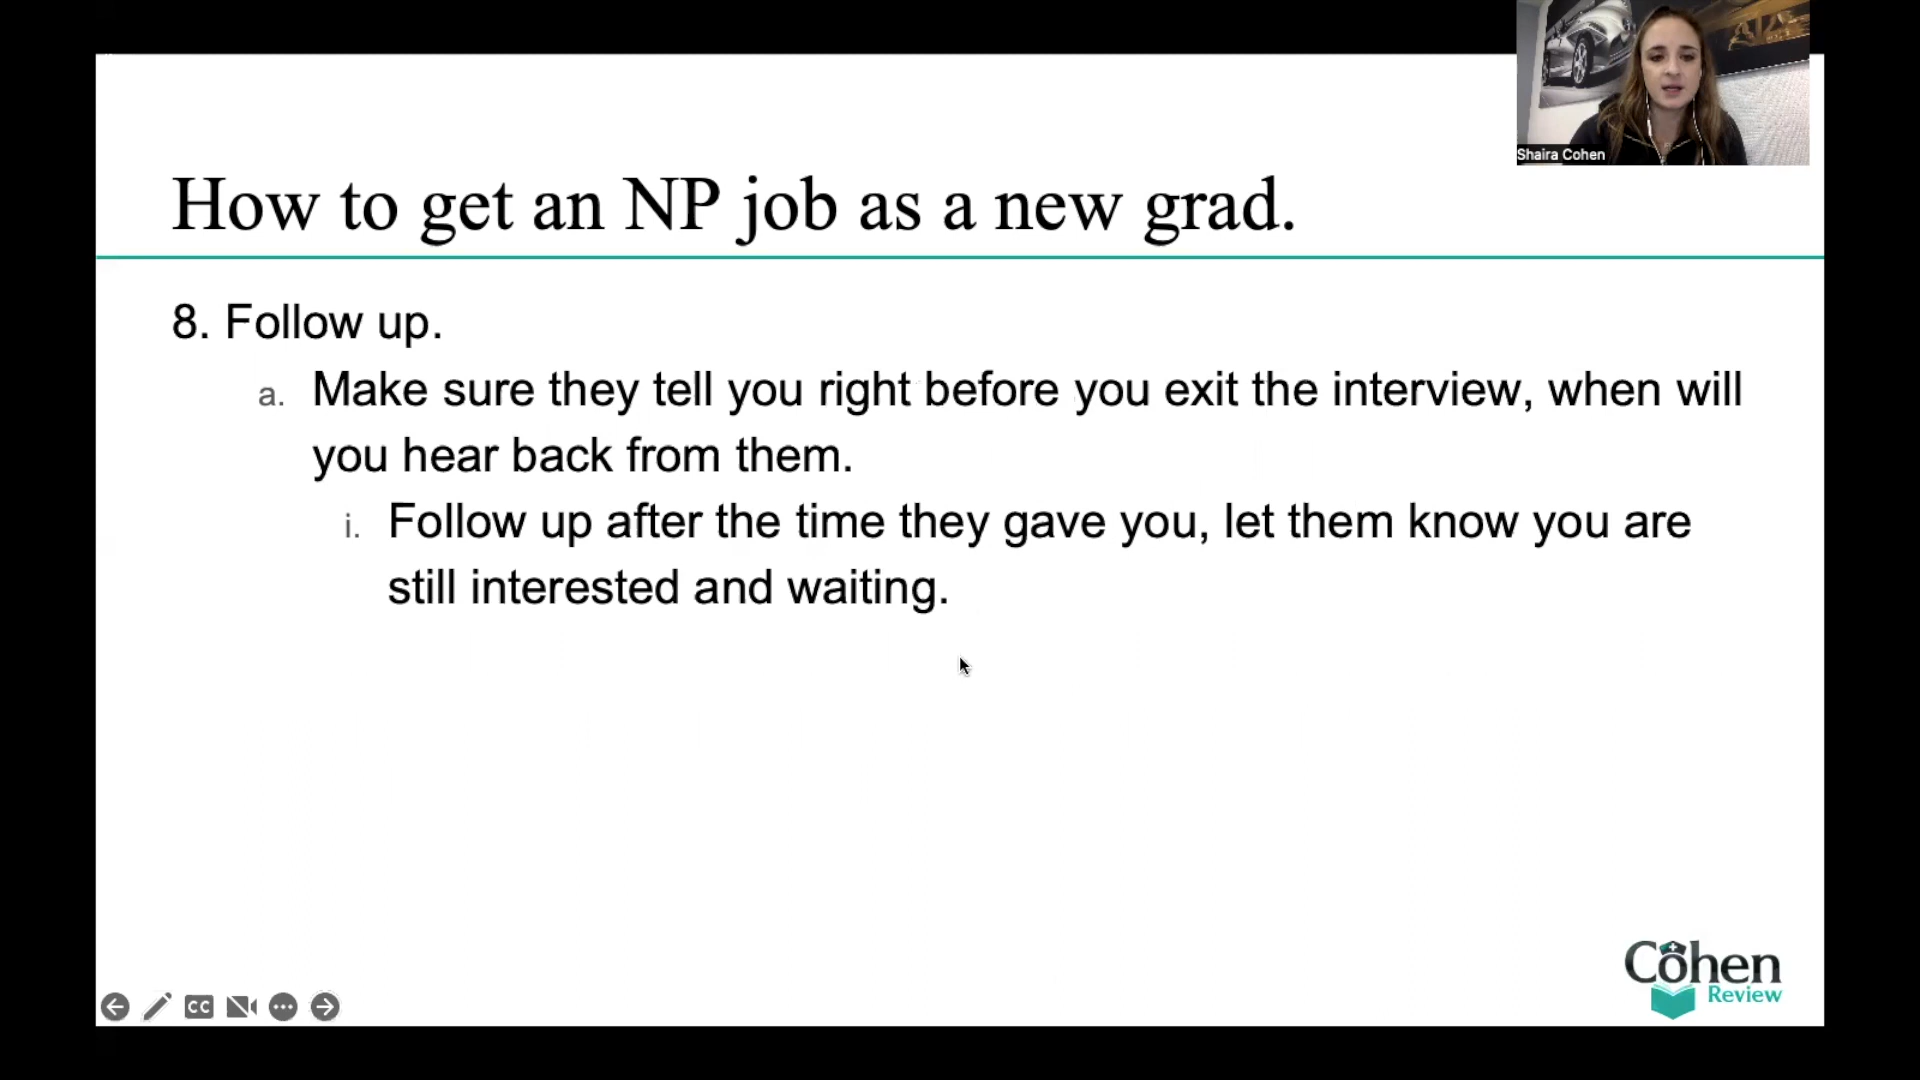 Shaira Cohen
How to get an NP job as a new grad.
8. Follow up.
a. Make sure they tell you right before you exit the interview, when will
you hear back from them.
i. Follow up after the time they gave you, let them know you are
still interested and waiting.
CC
Cohen
Review